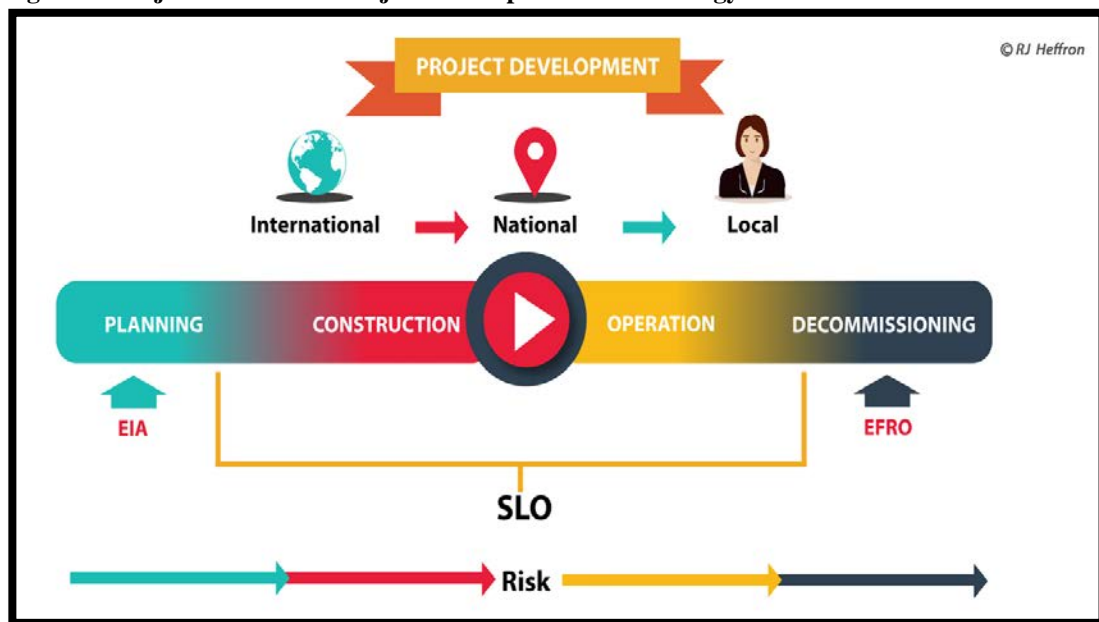 © RJ Heffron
PROJECT DEVELOPMENT
International National Local
PLANNING CONSTRUCTION OPERATION DECOMMISSIONING
EIA EFRO
SLO
Risk